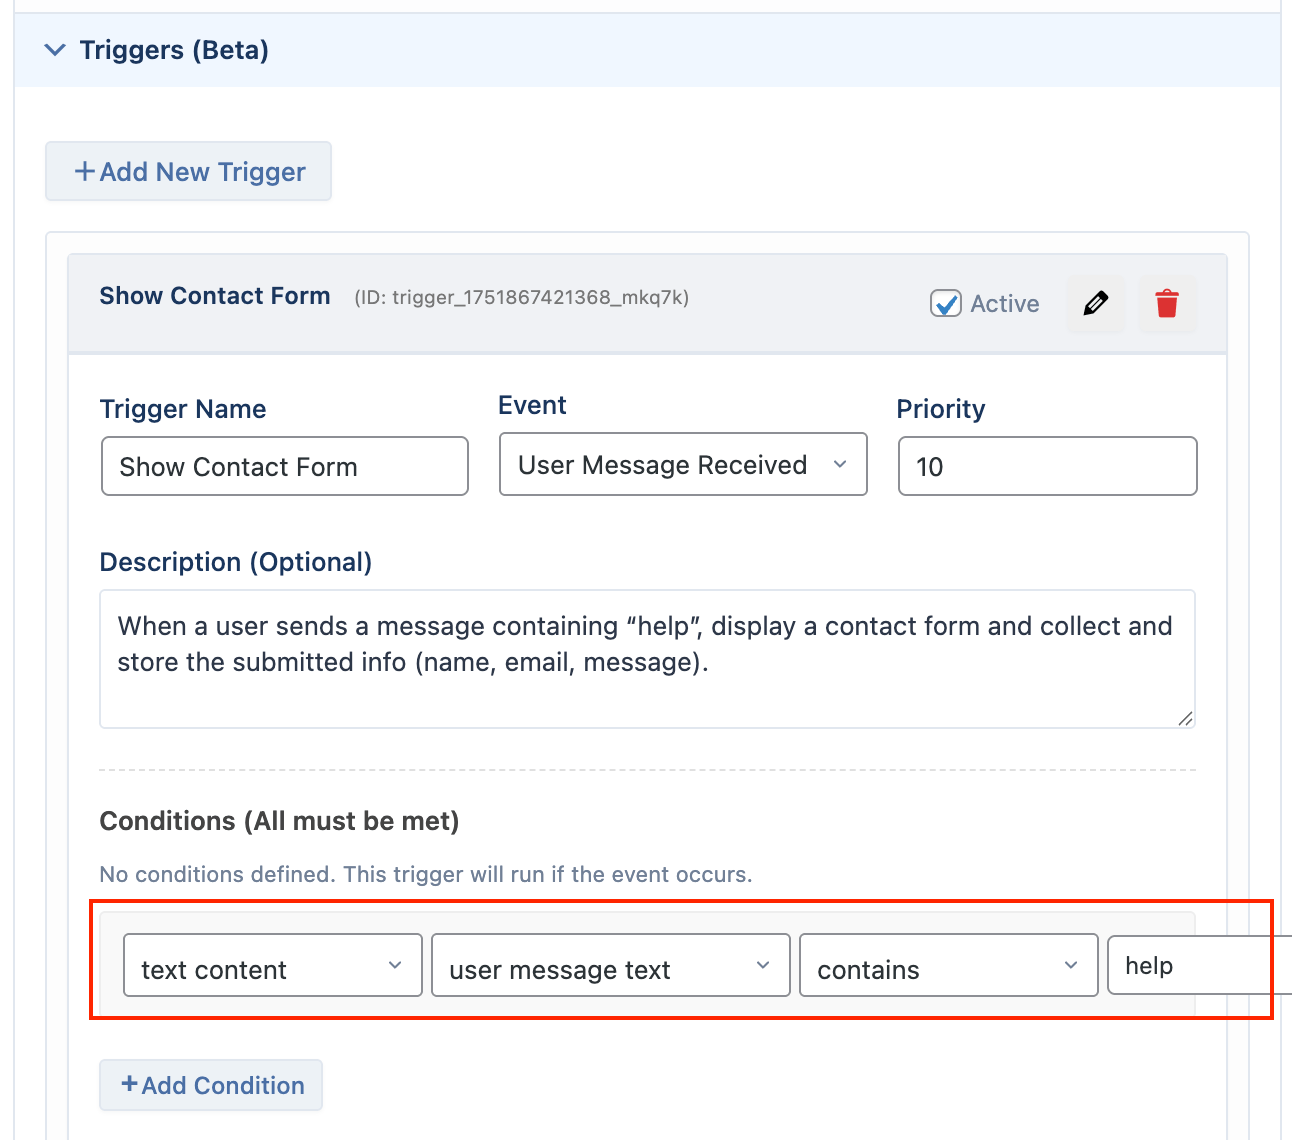 Triggers (Beta)
+Add New Trigger
Show Contact Form (ID: trigger_1751867421368_mkq7k) Active
Trigger Name Event Priority
Show Contact Form User Message Received 10
Description (Optional)
When a user sends a message containing “help”, display a contact form and collect and
store the submitted info (name, email, message).
Conditions (All must be met)
No conditions defined. This trigger will run if the event occurs.
text content user message text contains help
+Add Condition